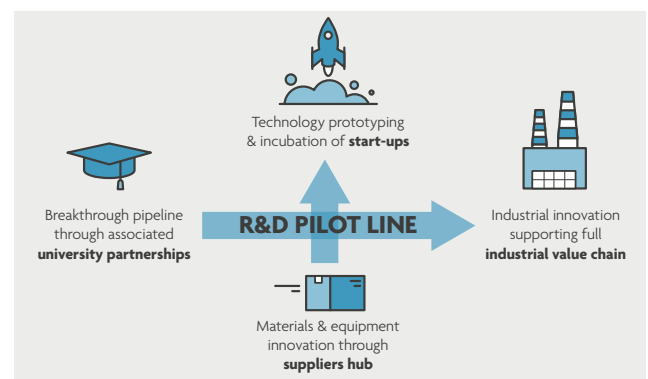 Technology prototyping
& incubation of start-ups
Breakthrough pipeline
through associated
university partnerships
R&D PILOT LINE
Industrial innovation
supporting full
industrial value chain
Materials & equipment
innovation through
suppliers hub